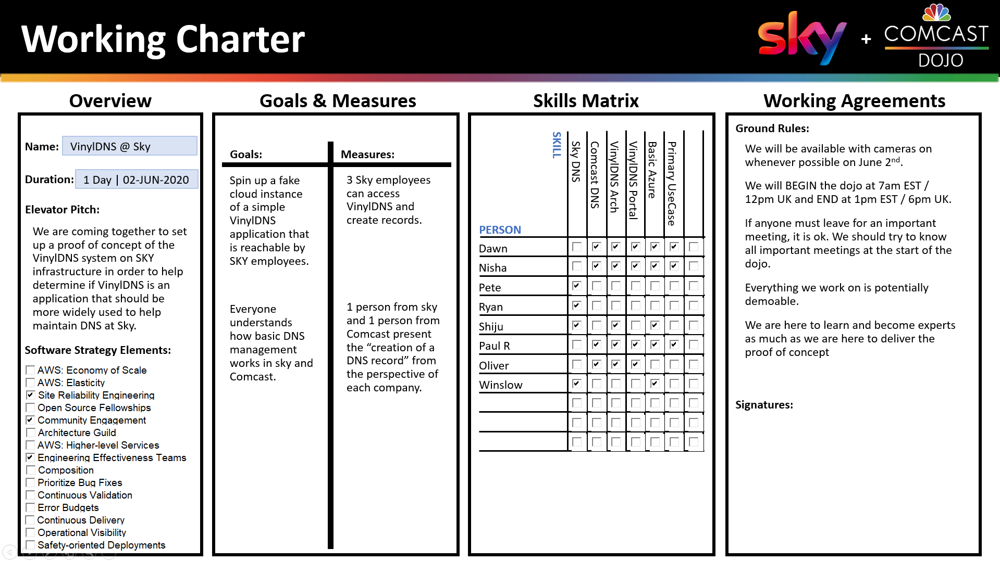 Working Charter
sky + COMCAST
DOJO
Overview
Name: VinylDNS @ Sky
Duration: 1 Day | 02-JUN-2020
Elevator Pitch:
We are coming together to set
up a proof of concept of the
VinylDNS system on SKY
infrastructure in order to help
determine if VinylDNS is an
application that should be
more widely used to help
maintain DNS at Sky.
Software Strategy Elements:
AWS: Economy of Scale
AWS: Elasticity
Site Reliability Engineering
Open Source Fellowships
Community Engagement
Architecture Guild
AWS: Higher-level Services
Engineering Effectiveness Teams
Composition
Prioritize Bug Fixes
Continuous Validation
Error Budgets
Continuous Delivery
Operational Visibility
Safety-oriented Deployments
Goals & Measures
Goals:
Spin up a fake
cloud instance
of a simple
VinylDNS
application that
is reachable by
SKY employees.
Everyone
understands
how basic DNS
management
works in sky and
Comcast.
Measures:
3 Sky employees
can access
VinylDNS and
create records.
1 person from sky
and 1 person from
Comcast present
the “creation of a
DNS record” from
the perspective of
each company.
Skills Matrix
SKILL
Sky DNS
Comcast DNS
VinylDNS Arch
VinylDNS Portal
Basic Azure
Primary UseCase
PERSON
Dawn
Nisha
Pete
Ryan
Shiju
Paul R
Oliver
Winslow
Working Agreements
Ground Rules:
We will be available with cameras on
whenever possible on June 2nd.
We will BEGIN the dojo at 7am EST /
12pm UK and END at 1pm EST / 6pm UK.
If anyone must leave for an important
meeting, it is ok. We should try to know
all important meetings at the start of the
dojo.
Everything we work on is potentially
demoable.
We are here to learn and become experts
as much as we are here to deliver the
proof of concept
Signatures: